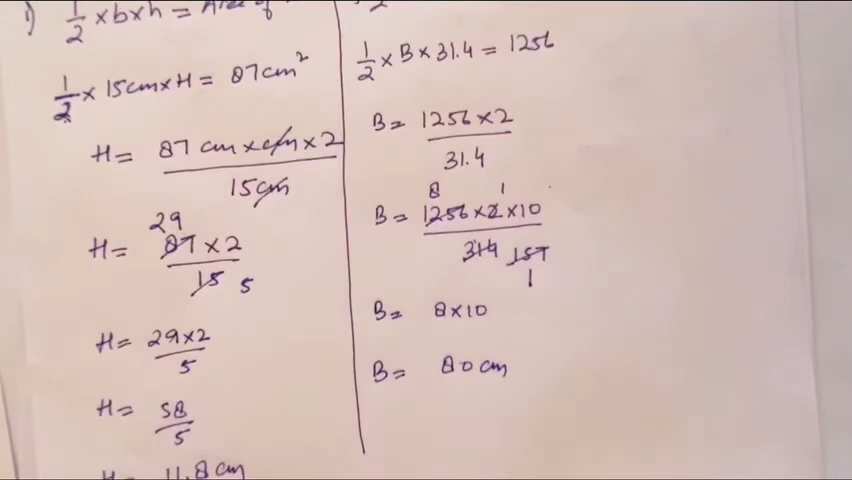 1) 1/2 × b × h = Area of
1/2 × 15cm × H = 87cm²
H = 87 cm × cm × 2 / 15cm
29
H = 87 × 2 / 15 5
H = 29×2 / 5
H = 58 / 5
H = 11.8 cm
2
1/2 × B × 31.4 = 1256
B = 1256 × 2 / 31.4
8 1
B = 1256 × 2 × 10 / 314 157
1
B = 8×10
B = 80 cm